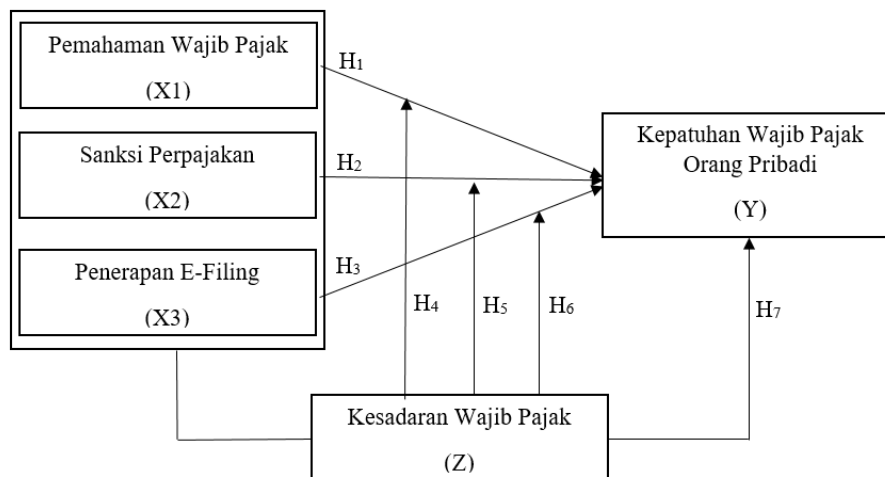 Pemahaman Wajib Pajak
(X1)
Sanksi Perpajakan
(X2)
Penerapan E-Filing
(X3)
H1
H2
H3
H4
H5
H6
H7
Kepatuhan Wajib Pajak
Orang Pribadi
(Y)
Kesadaran Wajib Pajak
(Z)